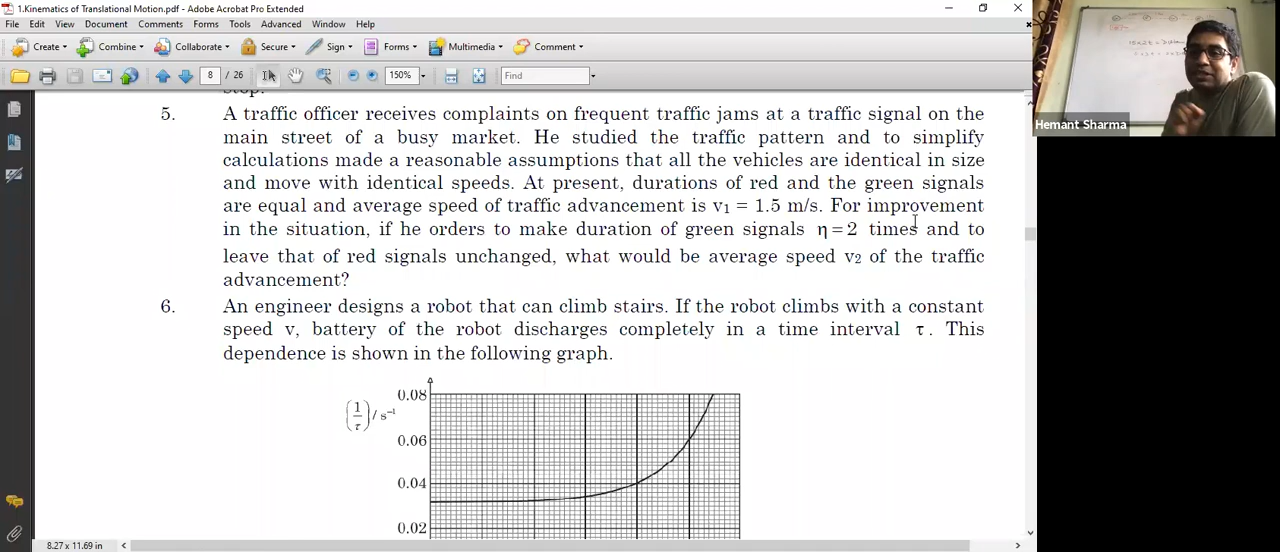 1.Kinematics of Translational Motion.pdf - Adobe Acrobat Pro Extended
File Edit View Document Comments Forms Tools Advanced Window Help
Create Combine Collaborate Secure Sign Forms Multimedia Comment
8 / 26 150% Find
stop.
5. A traffic officer receives complaints on frequent traffic jams at a traffic signal on the
main street of a busy market. He studied the traffic pattern and to simplify
calculations made a reasonable assumptions that all the vehicles are identical in size
and move with identical speeds. At present, durations of red and the green signals
are equal and average speed of traffic advancement is v₁ = 1.5 m/s. For improvement
in the situation, if he orders to make duration of green signals η = 2 times and to
leave that of red signals unchanged, what would be average speed v₂ of the traffic
advancement?
6. An engineer designs a robot that can climb stairs. If the robot climbs with a constant
speed v, battery of the robot discharges completely in a time interval τ. This
dependence is shown in the following graph.
(1/τ) / s⁻¹
0.08
0.06
0.04
0.02
8.27 x 11.69 in
Hemant Sharma